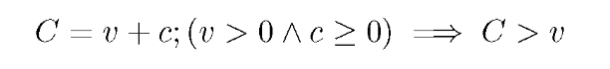 C = v + c; (v > 0 ∧ c ≥ 0) ⟹ C > v